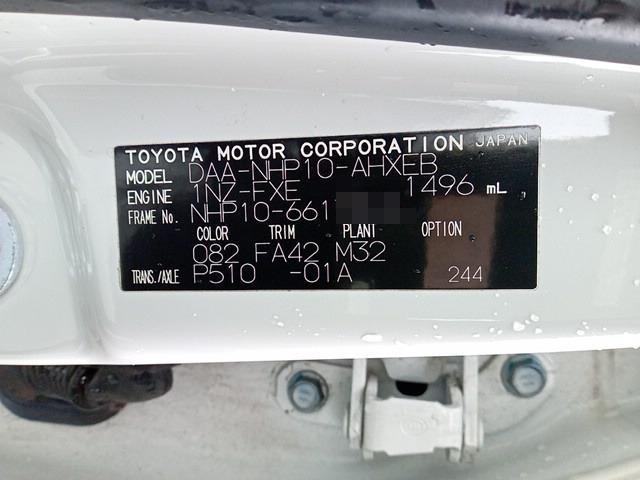 TOYOTA MOTOR CORPORATION JAPAN
MODEL DAA-NHP10-AHXEB
ENGINE 1NZ-FXE 1496 mL
FRAME No. NHP10-661
COLOR TRIM PLANT OPTION
082 FA42 M32
TRANS./AXLE P510 -01A 244